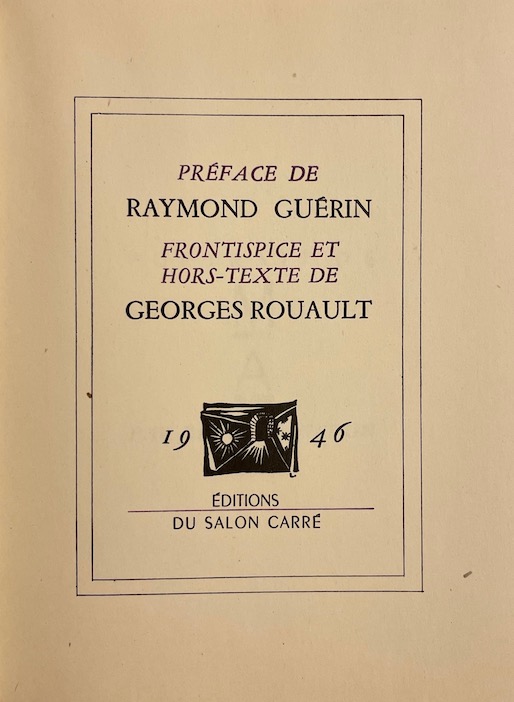 PRÉFACE DE
RAYMOND GUÉRIN
FRONTISPICE ET
HORS-TEXTE DE
GEORGES ROUAULT
19 46
ÉDITIONS
DU SALON CARRÉ